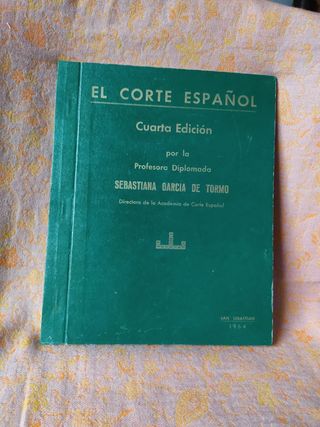 EL CORTE ESPAÑOL
Cuarta Edición
por la
Profesora Diplomada
SEBASTIANA GARCIA DE TORMO
Directora de la Academia de Corte Español
SAN SEBASTIAN
1964